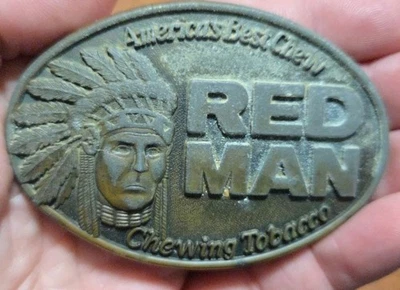 America's Best Chew
RED
MAN
Chewing Tobacco